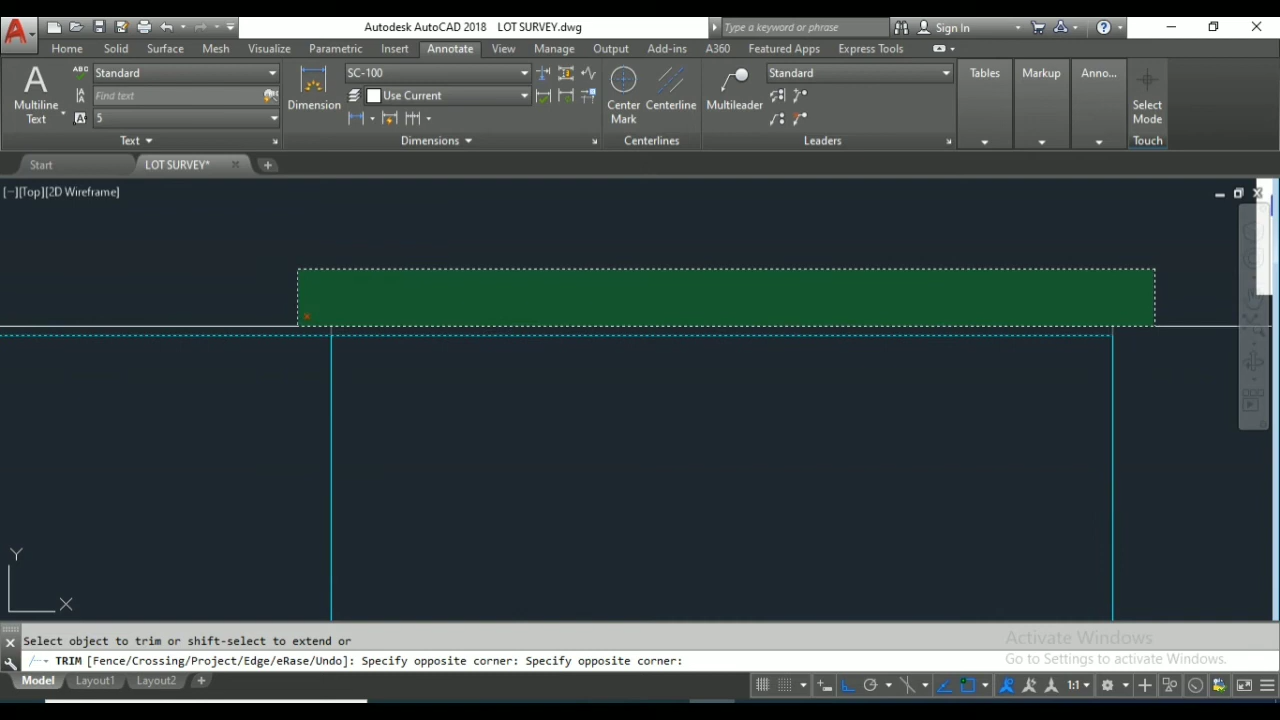 Autodesk AutoCAD 2018 LOT SURVEY.dwg
Type a keyword or phrase
Sign In
Home Solid Surface Mesh Visualize Parametric Insert Annotate View Manage Output Add-ins A360 Featured Apps Express Tools
A Multiline Text
ABC Standard
Find text
A 5
Text
Dimension
SC-100
Use Current
Dimensions
Center Mark
Centerline
Centerlines
Multileader
Standard
Leaders
Tables
Markup
Anno...
Select Mode
Touch
Start
LOT SURVEY*
[−][Top][2D Wireframe]
Y
X
Select object to trim or shift-select to extend or
TRIM [Fence/Crossing/Project/Edge/eRase/Undo]: Specify opposite corner: Specify opposite corner:
Activate Windows
Go to Settings to activate Windows.
Model Layout1 Layout2
1:1